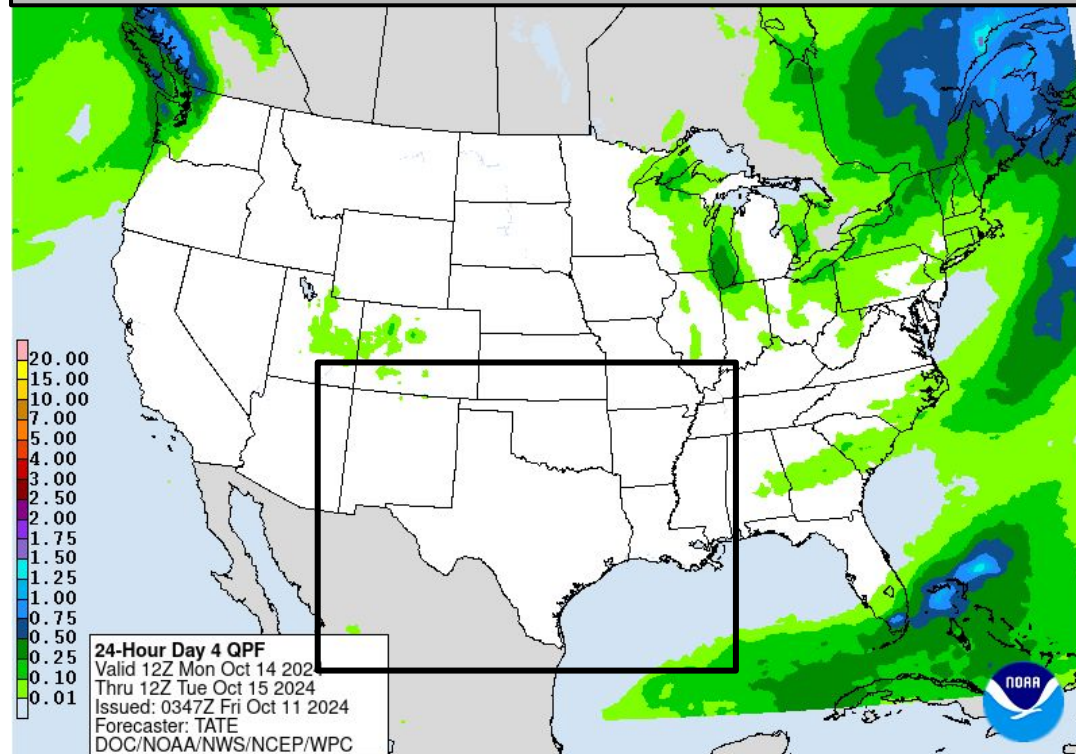 20.00
15.00
10.00
7.00
5.00
4.00
3.00
2.50
2.00
1.75
1.50
1.25
1.00
0.75
0.50
0.25
0.10
0.01
24-Hour Day 4 QPF
Valid 12Z Mon Oct 14 2024
Thru 12Z Tue Oct 15 2024
Issued: 0347Z Fri Oct 11 2024
Forecaster: TATE
DOC/NOAA/NWS/NCEP/WPC
NOAA